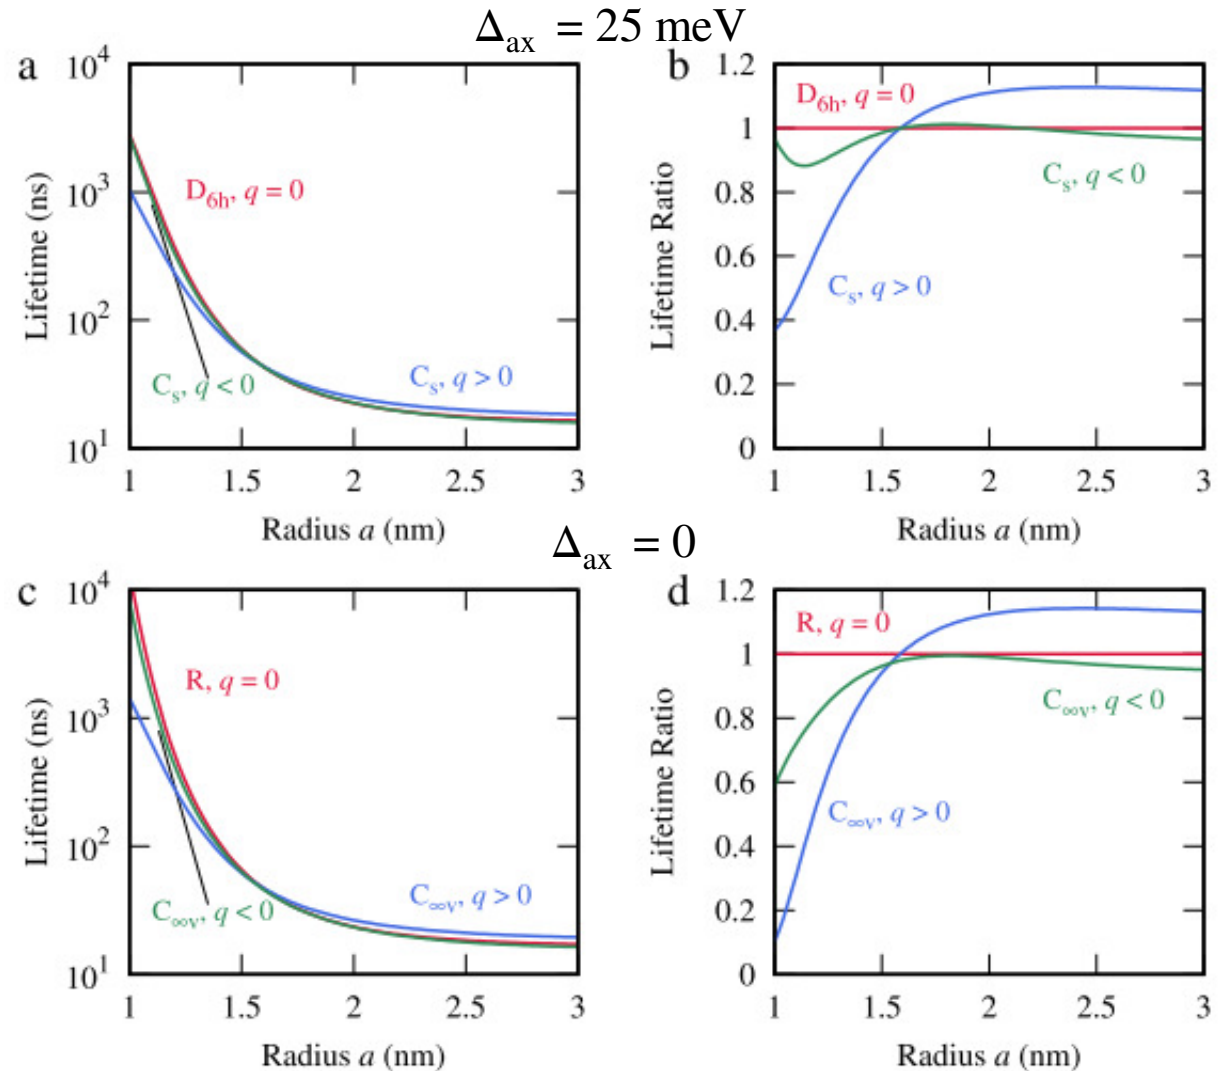 Δax = 25 meV
a
10^4
10^3
10^2
10^1
Lifetime (ns)
D6h, q = 0
Cs, q < 0
Cs, q > 0
1 1.5 2 2.5 3
Radius a (nm)
b
1.2
1
0.8
0.6
0.4
0.2
0
Lifetime Ratio
D6h, q = 0
Cs, q < 0
Cs, q > 0
1 1.5 2 2.5 3
Radius a (nm)
Δax = 0
c
10^4
10^3
10^2
10^1
Lifetime (ns)
R, q = 0
C∞v, q < 0
C∞v, q > 0
1 1.5 2 2.5 3
Radius a (nm)
d
1.2
1
0.8
0.6
0.4
0.2
0
Lifetime Ratio
R, q = 0
C∞v, q < 0
C∞v, q > 0
1 1.5 2 2.5 3
Radius a (nm)